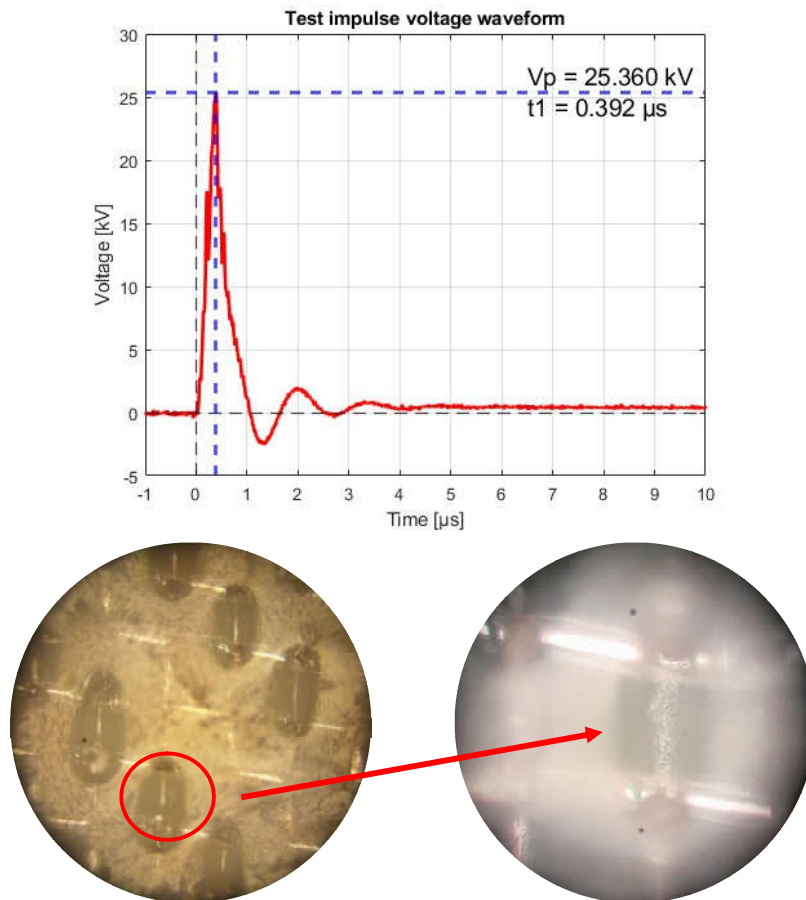 Test impulse voltage waveform
30
25
20
15
10
5
0
-5
Voltage [kV]
Vp = 25.360 kV
t1 = 0.392 µs
-1 0 1 2 3 4 5 6 7 8 9 10
Time [µs]